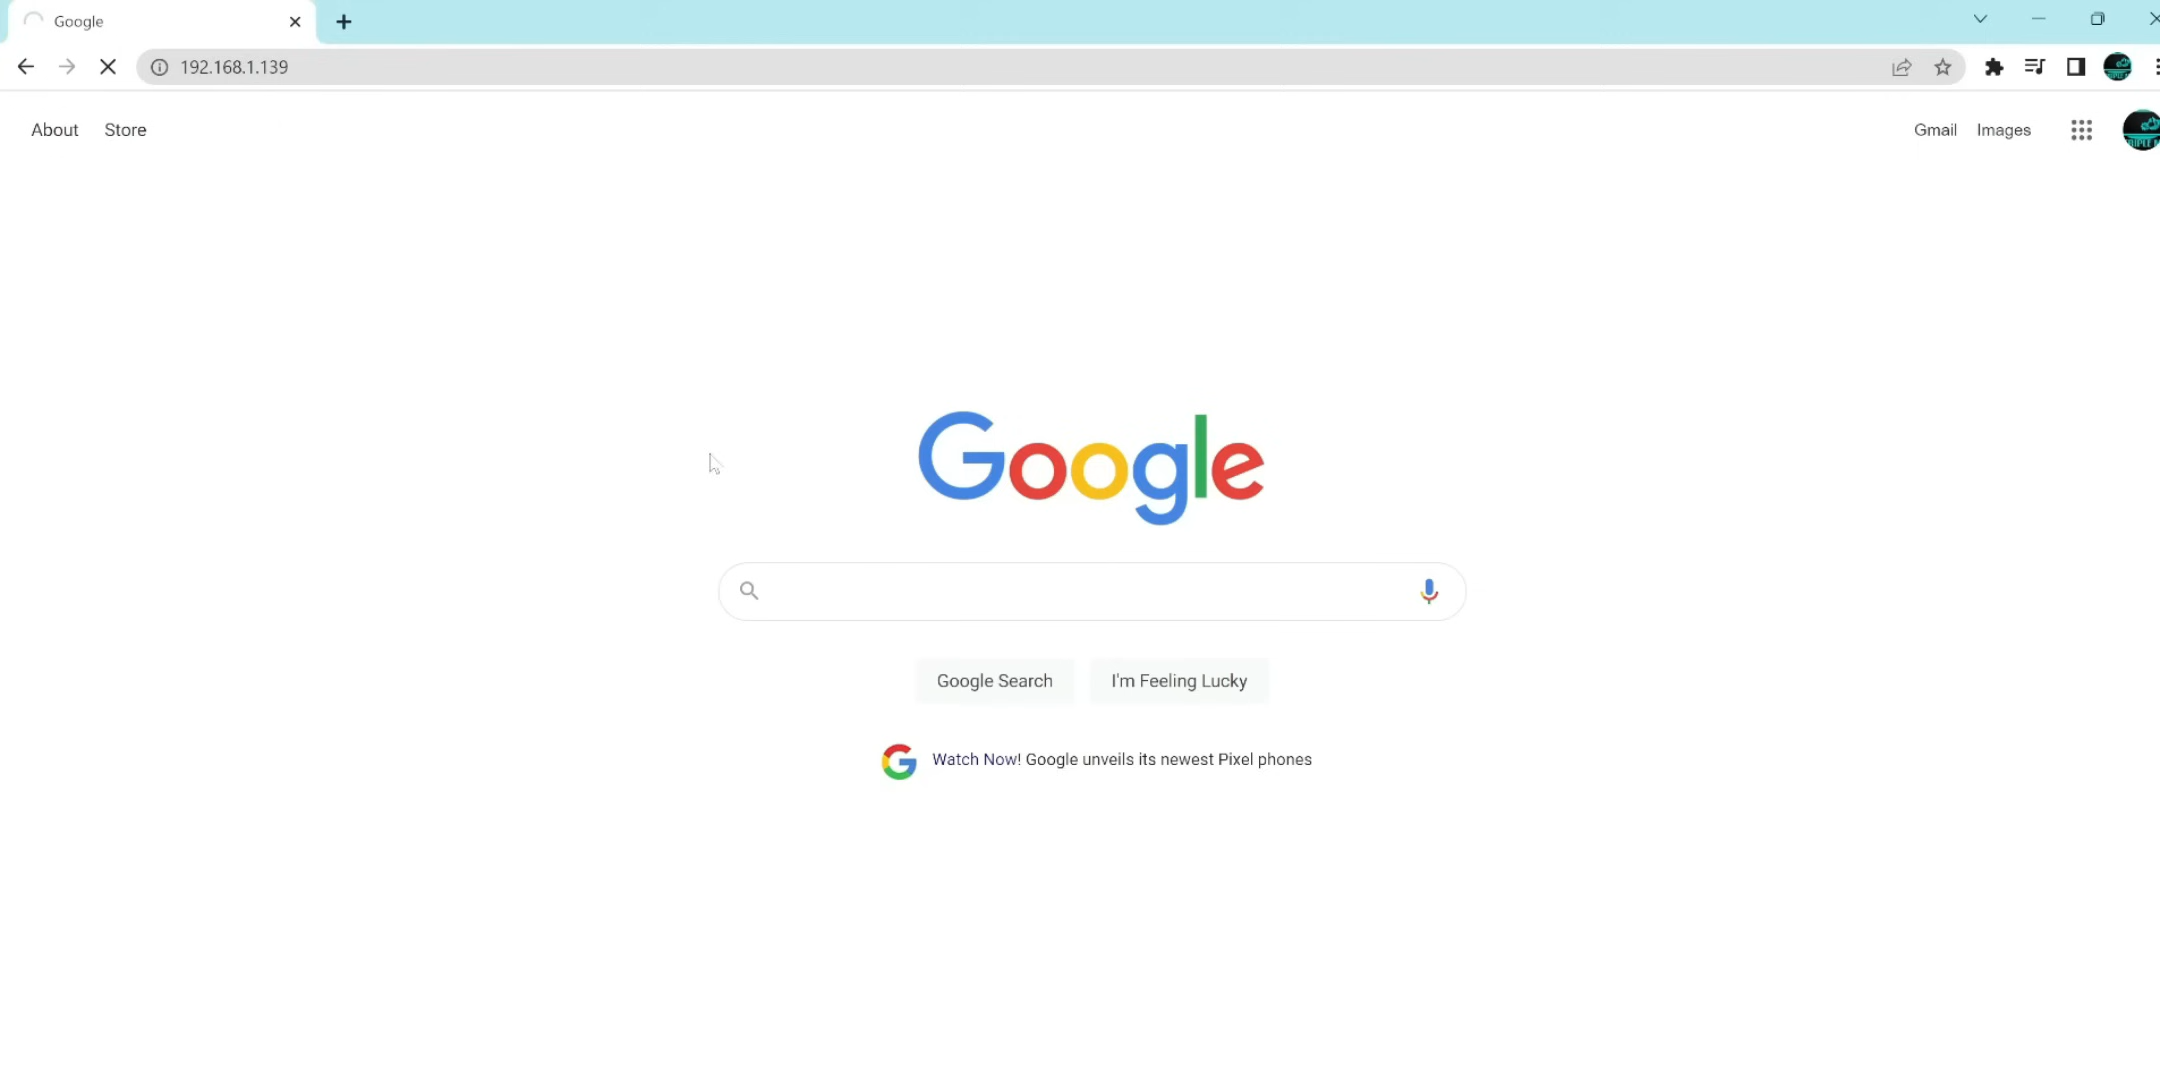 Google
192.168.1.139
About Store Gmail Images
Google
Google Search I'm Feeling Lucky
Watch Now! Google unveils its newest Pixel phones